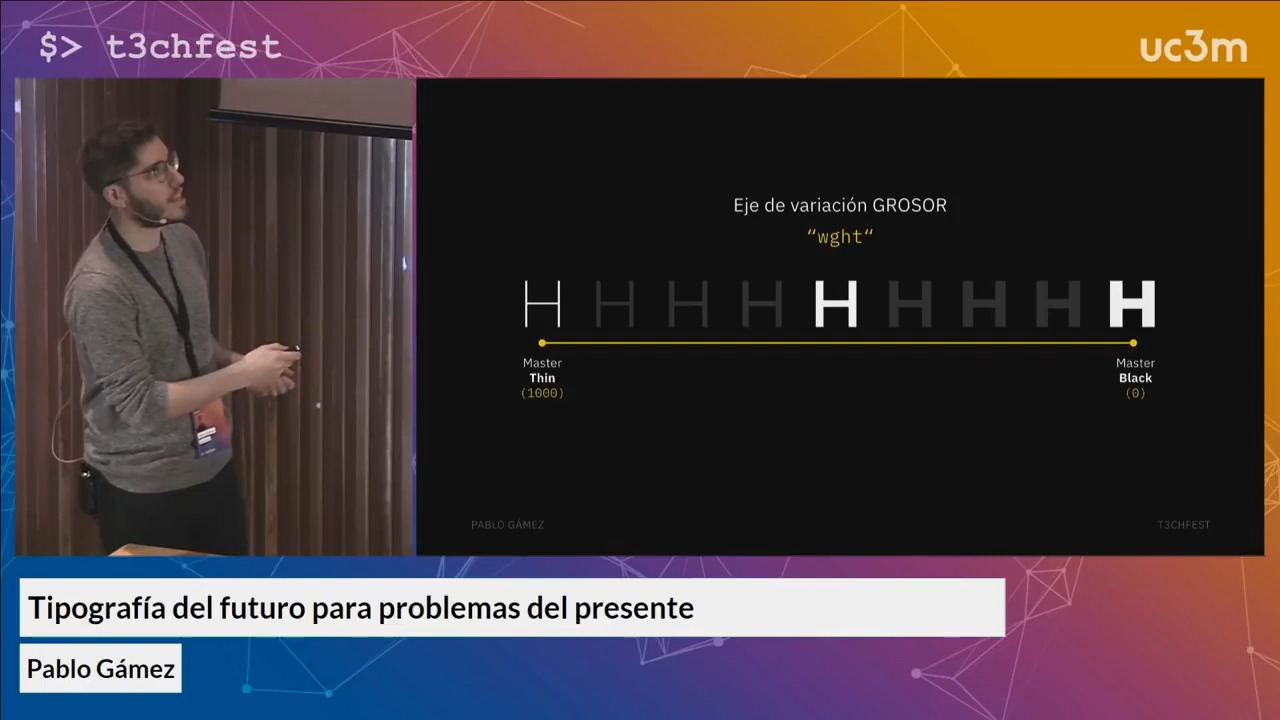 $> t3chfest
uc3m
Eje de variación GROSOR
“wght“
H H H H H H H H H
Master
Thin
(1000)
Master
Black
(0)
PABLO GÁMEZ
T3CHFEST
Tipografía del futuro para problemas del presente
Pablo Gámez